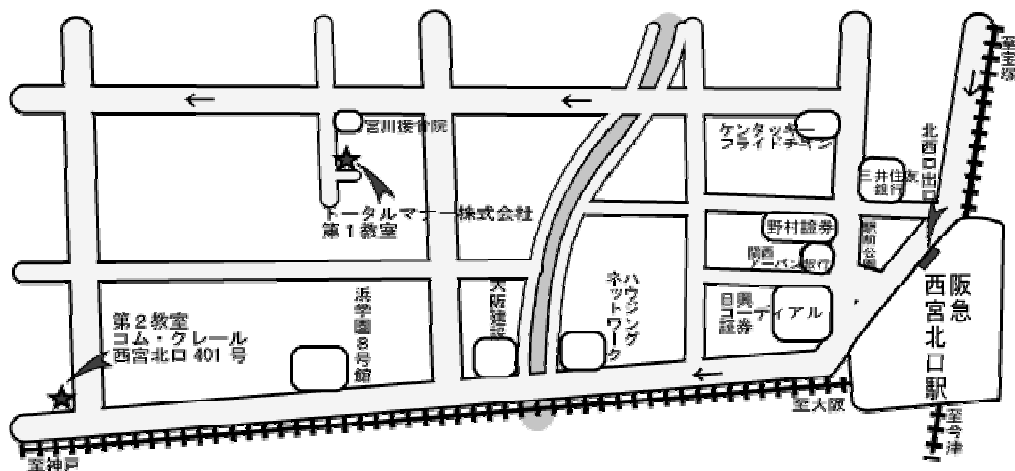 至宝塚
北西口出口
ケンタッキー
フライドチキン
宮川接骨院
三井住友
銀行
トータルマナー株式会社
第1教室
野村證券
駅前公園
関西
アーバン銀行
阪急
西宮北口駅
ハウジング
ネットワーク
大阪建設
日興
コーディアル
証券
浜学園8号館
第2教室
コム・クレール
西宮北口 401 号
至大阪
至今津
至神戸